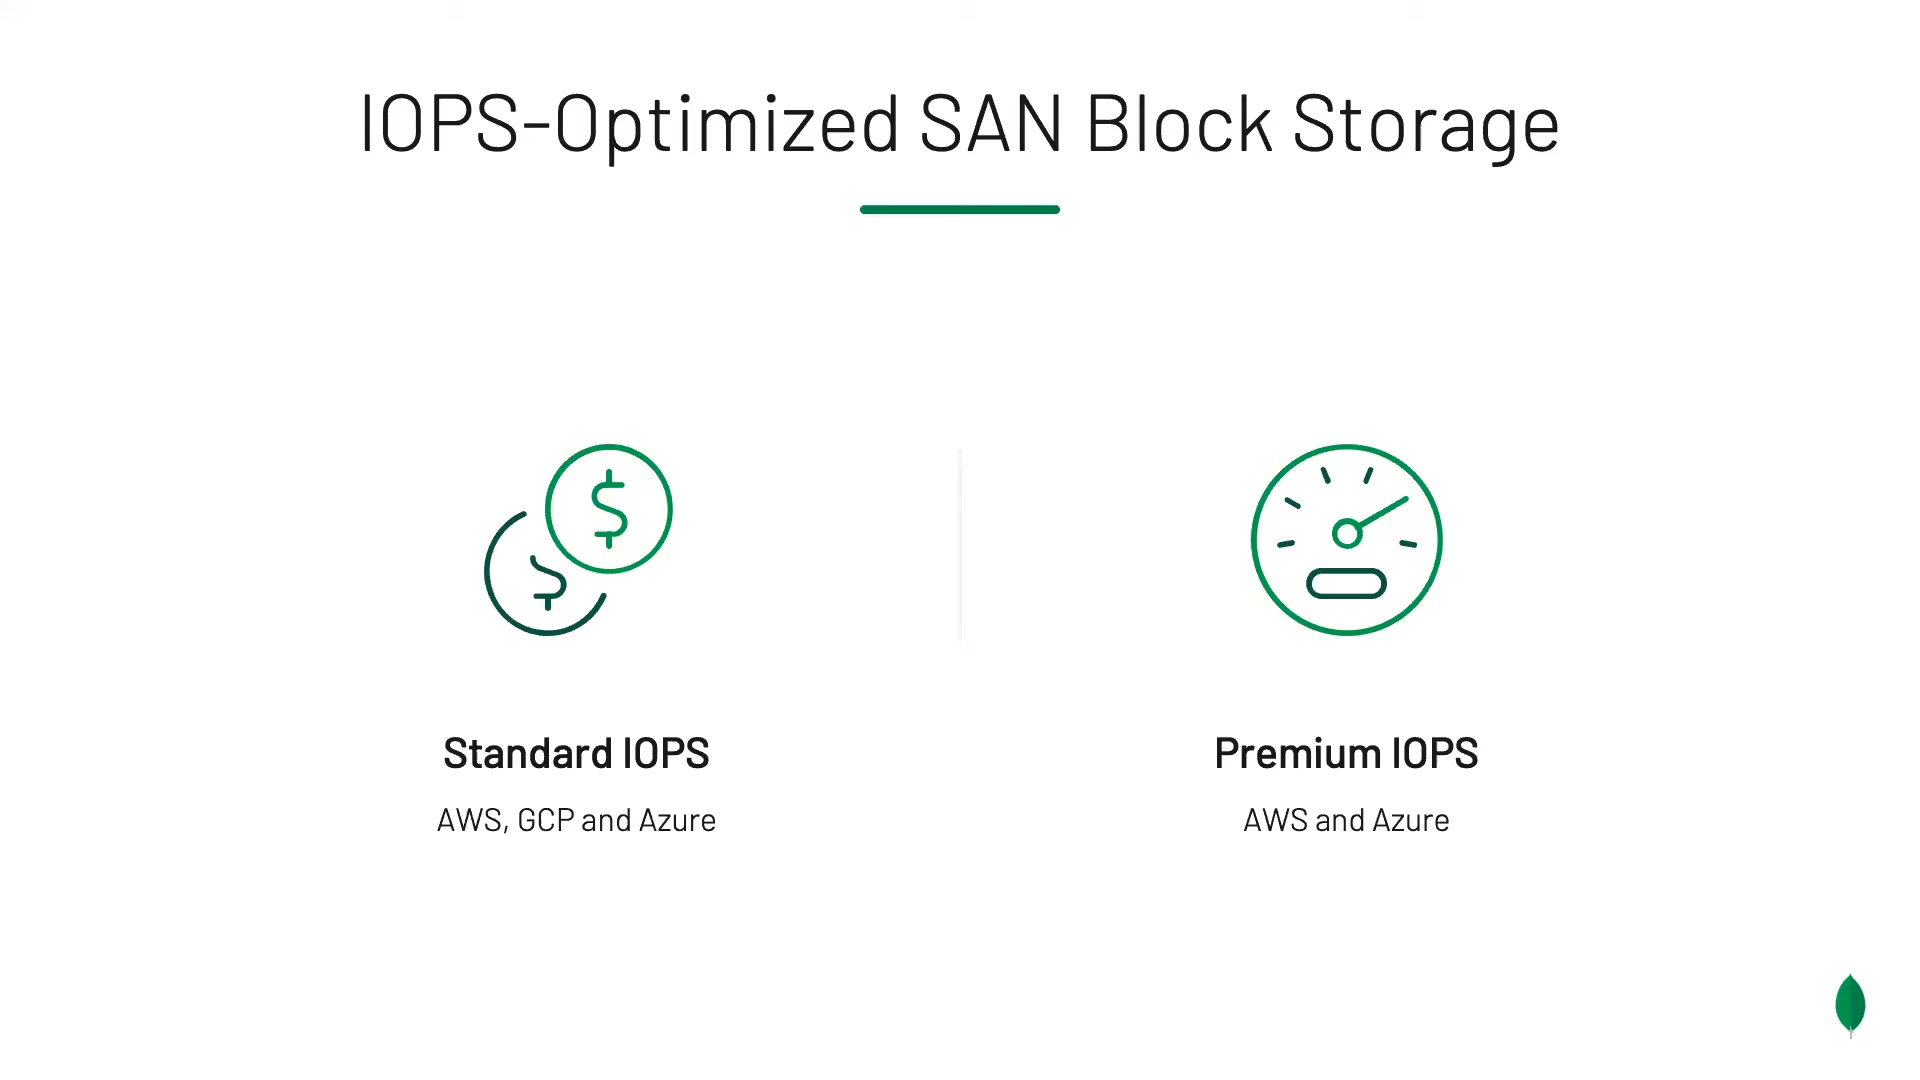 IOPS-Optimized SAN Block Storage
$
$
Standard IOPS
AWS, GCP and Azure
Premium IOPS
AWS and Azure